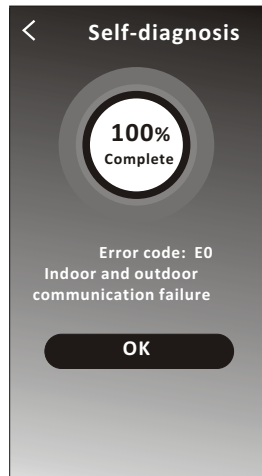 Self-diagnosis
100%
Complete
Error code: E0
Indoor and outdoor
communication failure
OK